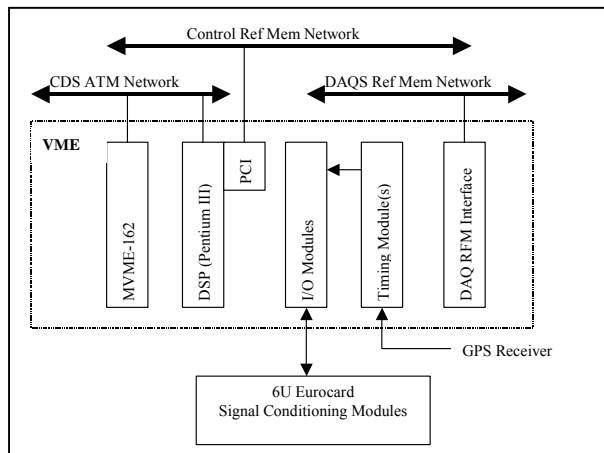 Control Ref Mem Network
CDS ATM Network
DAQS Ref Mem Network
VME
MVME-162
DSP (Pentium III)
PCI
I/O Modules
Timing Module(s)
DAQ RFM Interface
GPS Receiver
6U Eurocard
Signal Conditioning Modules